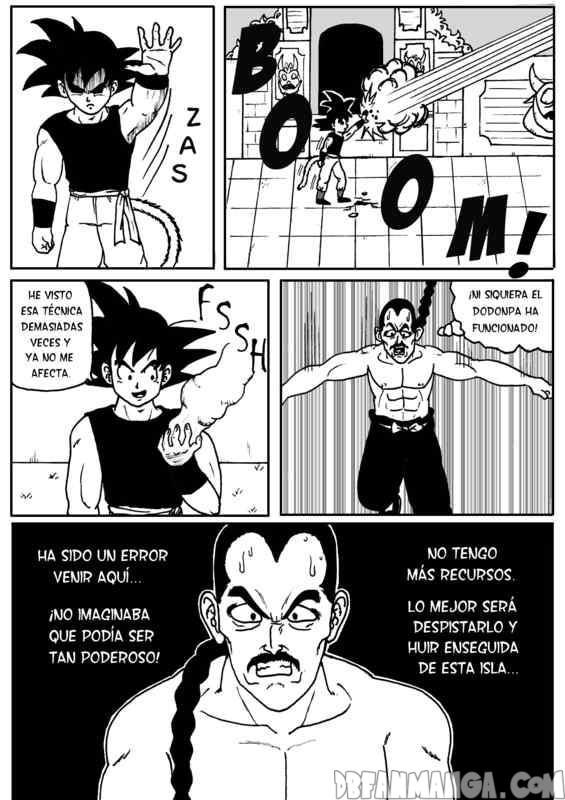 ZAS
BOOM!
HE VISTO
ESA TÉCNICA
DEMASIADAS
VECES Y
YA NO ME
AFECTA.
FSSH
¡NI SIQUIERA EL
DODONPA HA
FUNCIONADO!
HA SIDO UN ERROR
VENIR AQUÍ...
¡NO IMAGINABA
QUE PODÍA SER
TAN PODEROSO!
NO TENGO
MÁS RECURSOS.
LO MEJOR SERÁ
DESPISTARLO Y
HUIR ENSEGUIDA
DE ESTA ISLA...
DBFANMANGA.COM